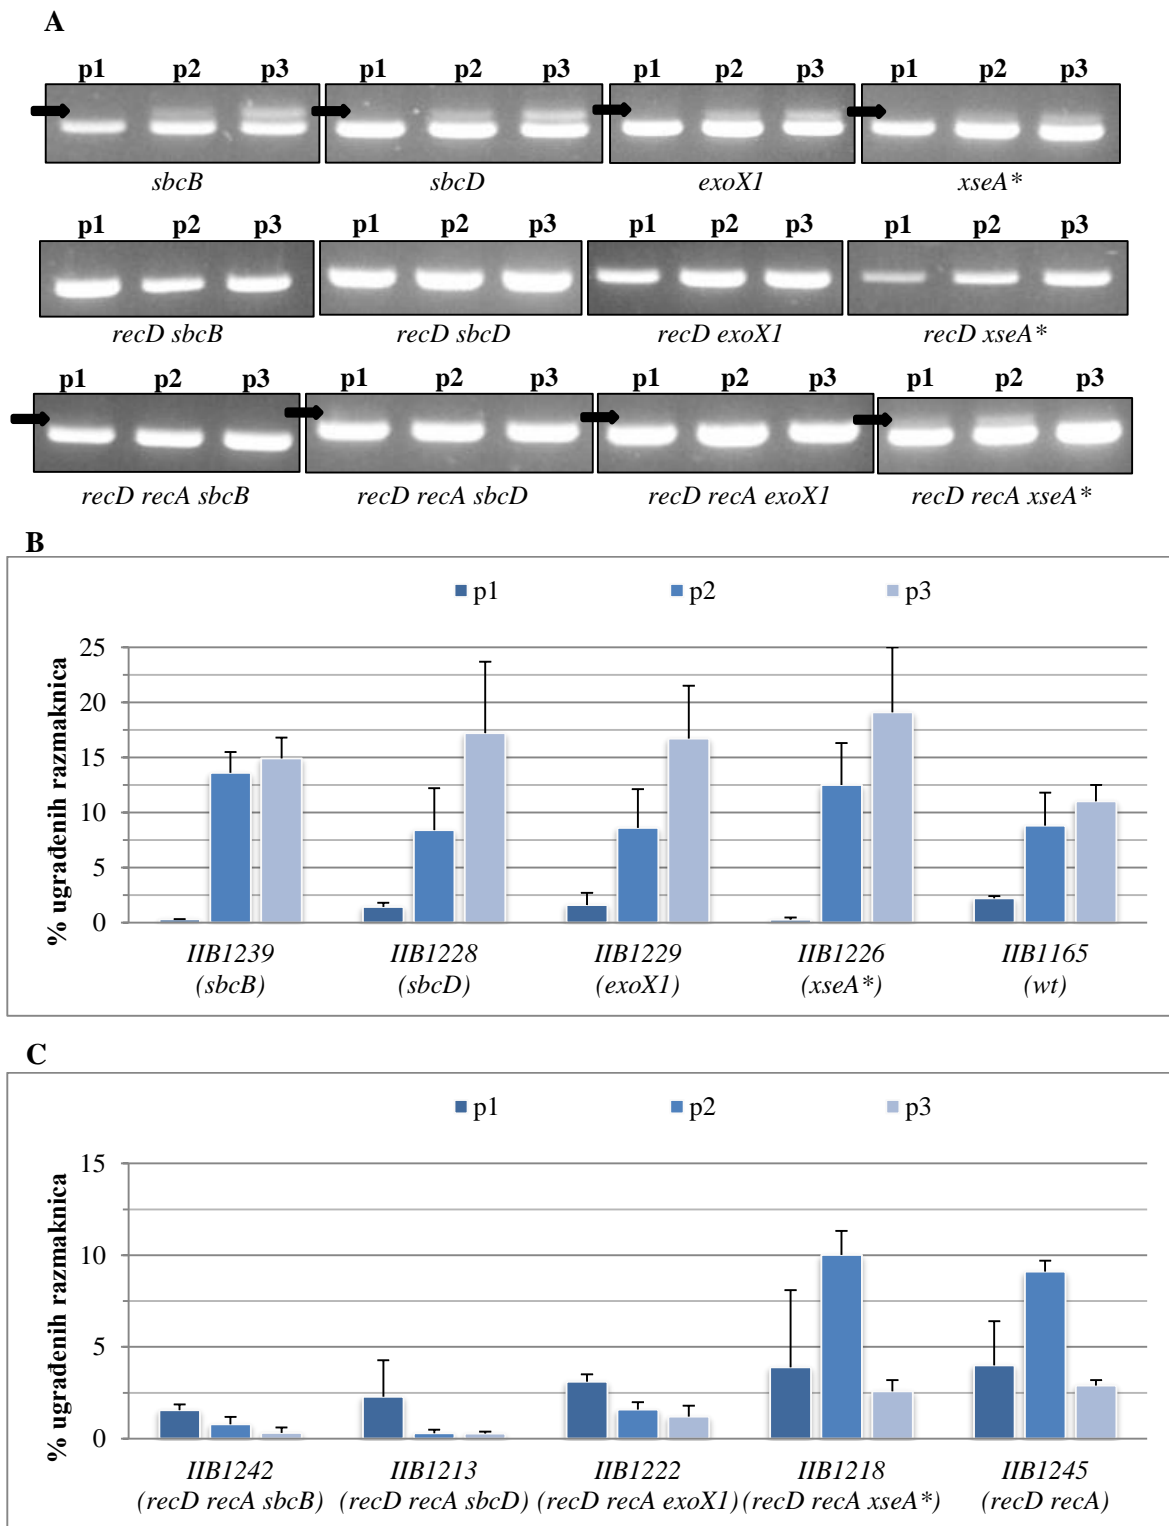 A
p1 p2 p3 p1 p2 p3 p1 p2 p3 p1 p2 p3
sbcB sbcD exoX1 xseA*
p1 p2 p3 p1 p2 p3 p1 p2 p3 p1 p2 p3
recD sbcB recD sbcD recD exoX1 recD xseA*
p1 p2 p3 p1 p2 p3 p1 p2 p3 p1 p2 p3
recD recA sbcB recD recA sbcD recD recA exoX1 recD recA xseA*
B
p1 p2 p3
% ugrađenih razmaknica
25
20
15
10
5
0
IIB1239 IIB1228 IIB1229 IIB1226 IIB1165
(sbcB) (sbcD) (exoX1) (xseA*) (wt)
C
p1 p2 p3
% ugrađenih razmaknica
15
10
5
0
IIB1242 IIB1213 IIB1222 IIB1218 IIB1245
(recD recA sbcB) (recD recA sbcD) (recD recA exoX1) (recD recA xseA*) (recD recA)